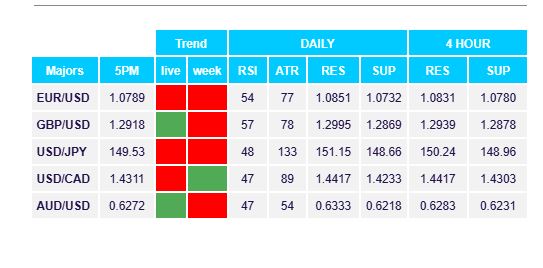 Trend DAILY 4 HOUR
Majors 5PM live week RSI ATR RES SUP RES SUP
EUR/USD 1.0789 54 77 1.0851 1.0732 1.0831 1.0780
GBP/USD 1.2918 57 78 1.2995 1.2869 1.2939 1.2878
USD/JPY 149.53 48 133 151.15 148.66 150.24 148.96
USD/CAD 1.4311 47 89 1.4417 1.4233 1.4417 1.4303
AUD/USD 0.6272 47 54 0.6333 0.6218 0.6283 0.6231